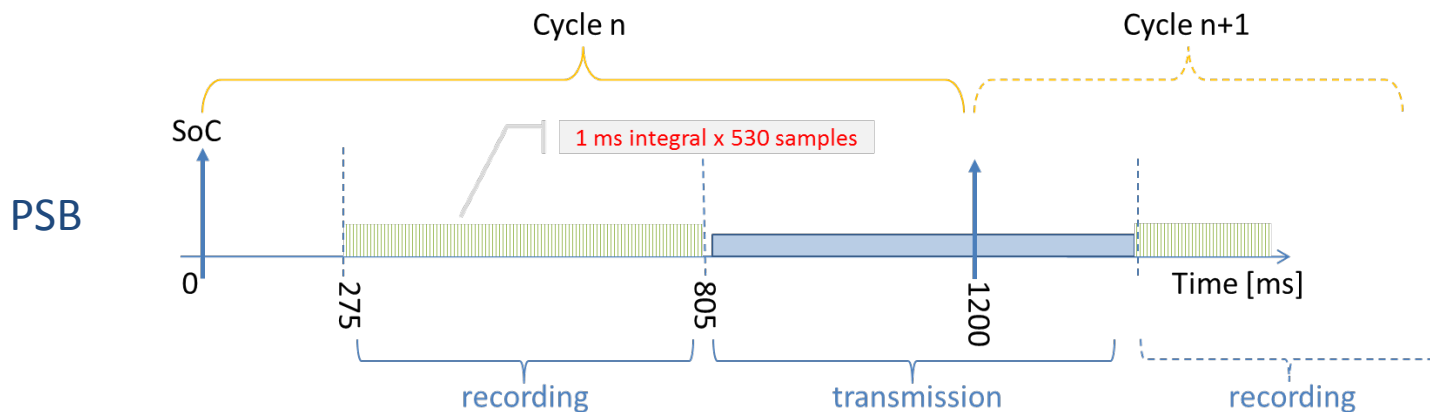 Cycle n
Cycle n+1
SoC
1 ms integral x 530 samples
PSB
0
275
805
1200
Time [ms]
recording
transmission
recording